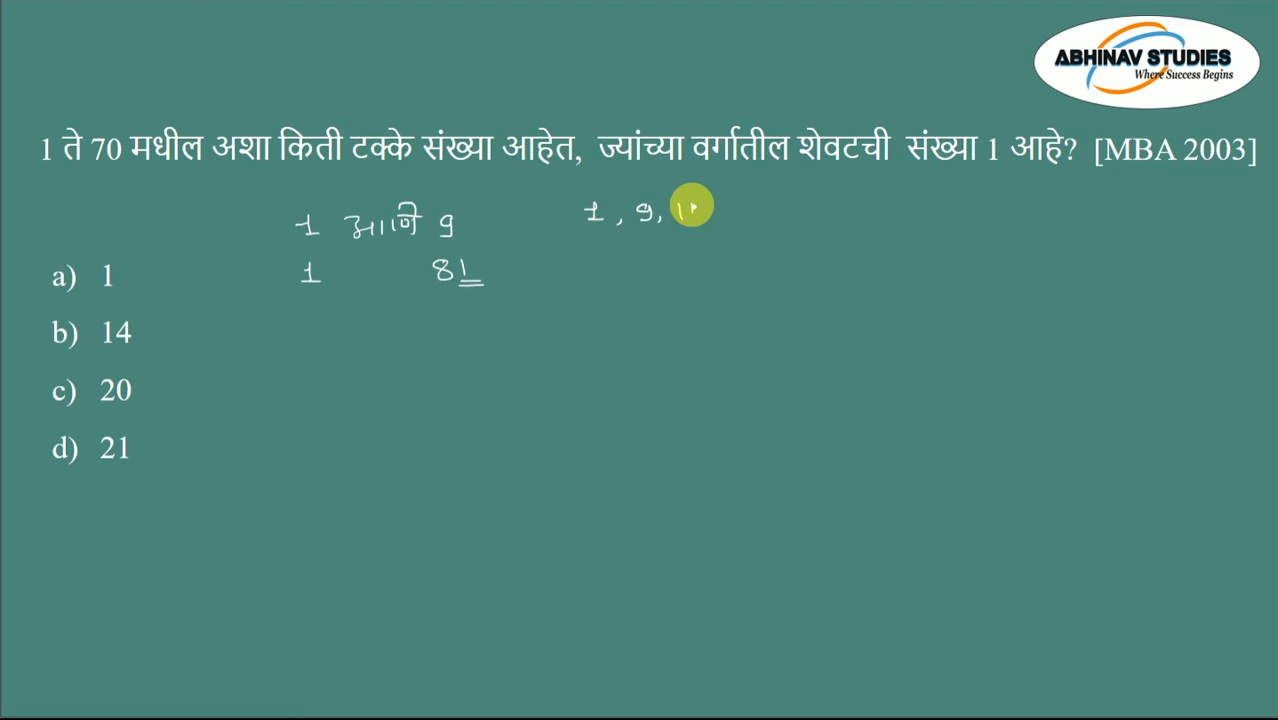 ABHINAV STUDIES
Where Success Begins
1 ते 70 मधील अशा किती टक्के संख्या आहेत, ज्यांच्या वर्गातील शेवटची संख्या 1 आहे? [MBA 2003]
1 आणि 9 1, 9, 1
1 81
a) 1
b) 14
c) 20
d) 21